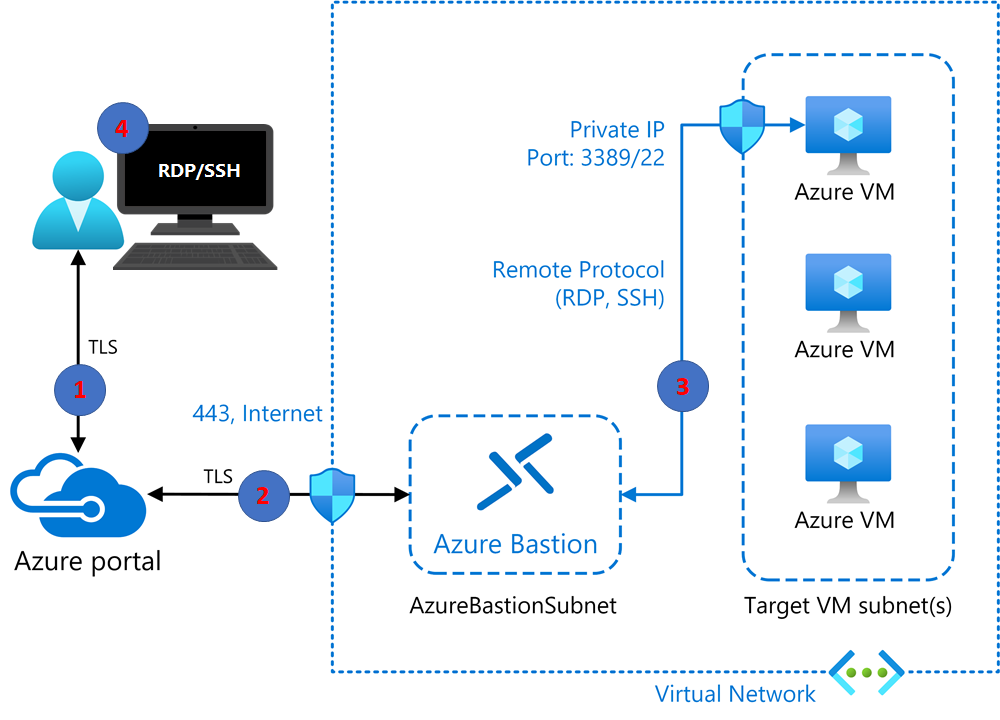 4
RDP/SSH
TLS
1
Azure portal
443, Internet
TLS
2
Azure Bastion
AzureBastionSubnet
Private IP
Port: 3389/22
Remote Protocol
(RDP, SSH)
3
Azure VM
Azure VM
Azure VM
Target VM subnet(s)
Virtual Network